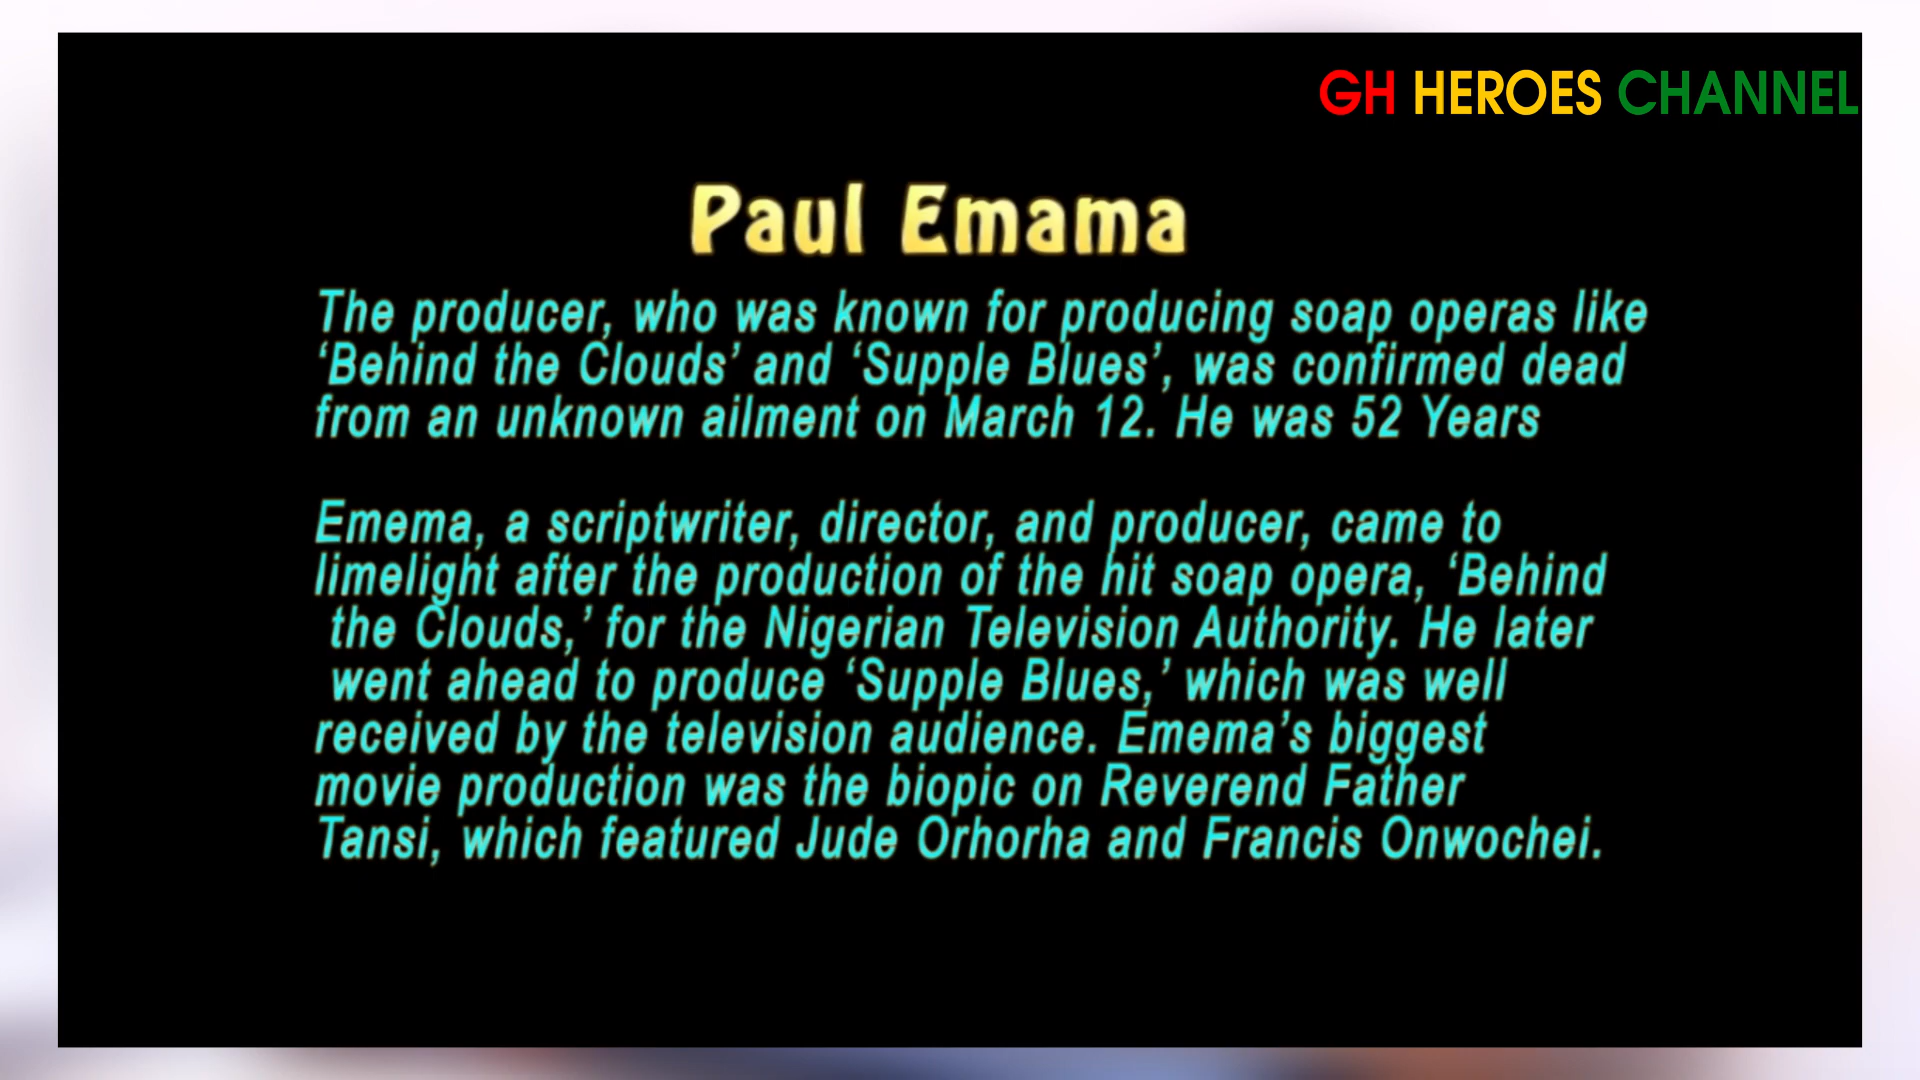 GH HEROES CHANNEL
Paul Emama
The producer, who was known for producing soap operas like
‘Behind the Clouds’ and ‘Supple Blues’, was confirmed dead
from an unknown ailment on March 12. He was 52 Years
Emema, a scriptwriter, director, and producer, came to
limelight after the production of the hit soap opera, ‘Behind
the Clouds,’ for the Nigerian Television Authority. He later
went ahead to produce ‘Supple Blues,’ which was well
received by the television audience. Emema’s biggest
movie production was the biopic on Reverend Father
Tansi, which featured Jude Orhorha and Francis Onwochei.